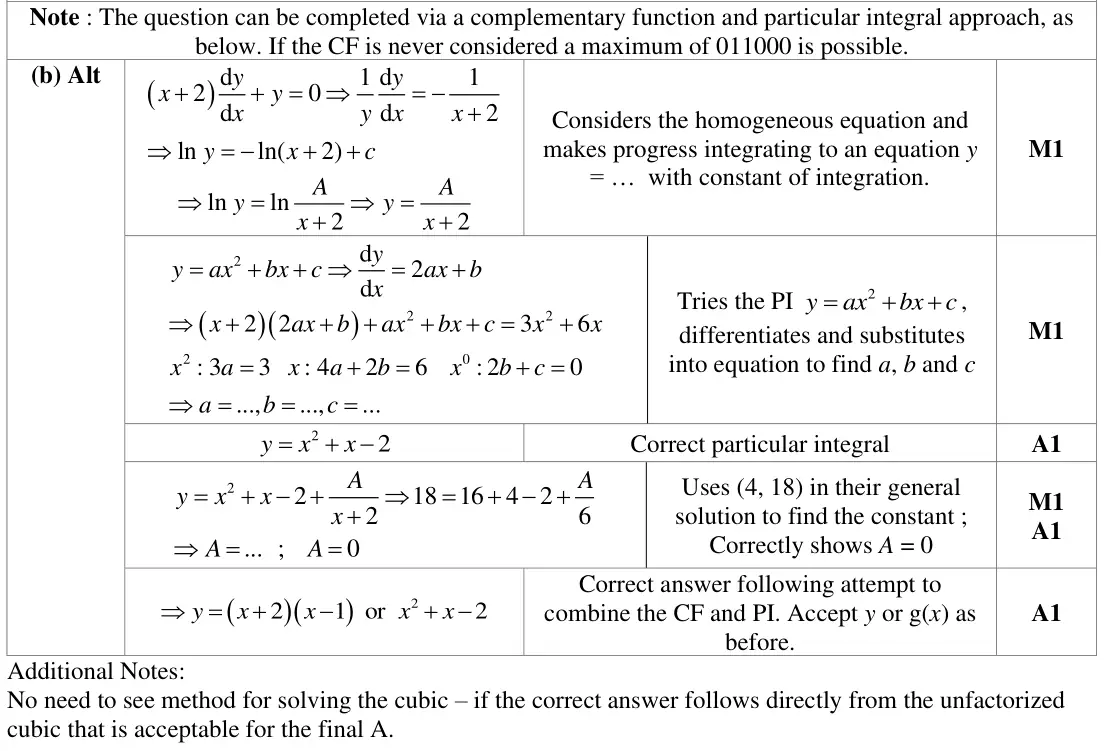 Note : The question can be completed via a complementary function and particular integral approach, as
below. If the CF is never considered a maximum of 011000 is possible.
(b) Alt
(x+2) dy/dx + y = 0 ⇒ 1/y dy/dx = − 1/(x+2)
⇒ ln y = −ln(x+2) + c
⇒ ln y = ln A/(x+2) ⇒ y = A/(x+2)
Considers the homogeneous equation and
makes progress integrating to an equation y
= … with constant of integration.
M1
y = ax² + bx + c ⇒ dy/dx = 2ax + b
⇒ (x+2)(2ax+b) + ax² + bx + c = 3x² + 6x
x² : 3a = 3 x : 4a + 2b = 6 x⁰ : 2b + c = 0
⇒ a = ..., b = ..., c = ...
Tries the PI y = ax² + bx + c ,
differentiates and substitutes
into equation to find a, b and c
M1
y = x² + x − 2
Correct particular integral
A1
y = x² + x − 2 + A/(x+2) ⇒ 18 = 16 + 4 − 2 + A/6
⇒ A = ... ; A = 0
Uses (4, 18) in their general
solution to find the constant ;
Correctly shows A = 0
M1
A1
⇒ y = (x+2)(x−1) or x² + x − 2
Correct answer following attempt to
combine the CF and PI. Accept y or g(x) as
before.
A1
Additional Notes:
No need to see method for solving the cubic – if the correct answer follows directly from the unfactorized
cubic that is acceptable for the final A.